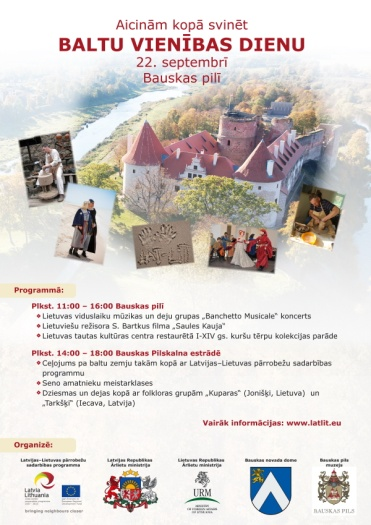 Aicinām kopā svinēt
BALTU VIENĪBAS DIENU
22. septembrī
Bauskas pilī
Programmā:
Plkst. 11:00 – 16:00 Bauskas pilī
Lietuvas viduslaiku mūzikas un deju grupas „Banchetto Musicale" koncerts
Lietuviešu režisora S. Bartkus filma „Saules Kauja"
Lietuvas tautas kultūras centra restaurētā I-XIV gs. kuršu tērpu kolekcijas parāde
Plkst. 14:00 – 18:00 Bauskas Pilskalna estrādē
Ceļojums pa baltu zemju takām kopā ar Latvijas–Lietuvas pārrobežu sadarbības
programmu
Seno amatnieku meistarklases
Dziesmas un dejas kopā ar folkloras grupām „Kuparas" (Jonišķi, Lietuva) un
„Tarkšķi" (Iecava, Latvija)
Vairāk informācijas: www.latlit.eu
Organizē:
Latvijas–Lietuvas pārrobežu
sadarbības programma
Latvijas Republikas
Ārlietu ministrija
Lietuvas Republikas
Ārlietu ministrija
Bauskas novada dome
Bauskas pils
muzejs
Latvia
Lithuania
bringing neighbours closer
URM
BAUSKAS PILS